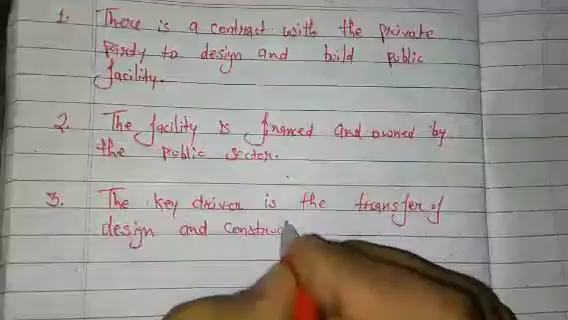 1. There is a contract with the private
party to design and build public
facility.
2. The facility is financed and owned by
the public sector.
3. The key driver is the transfer of
design and construc